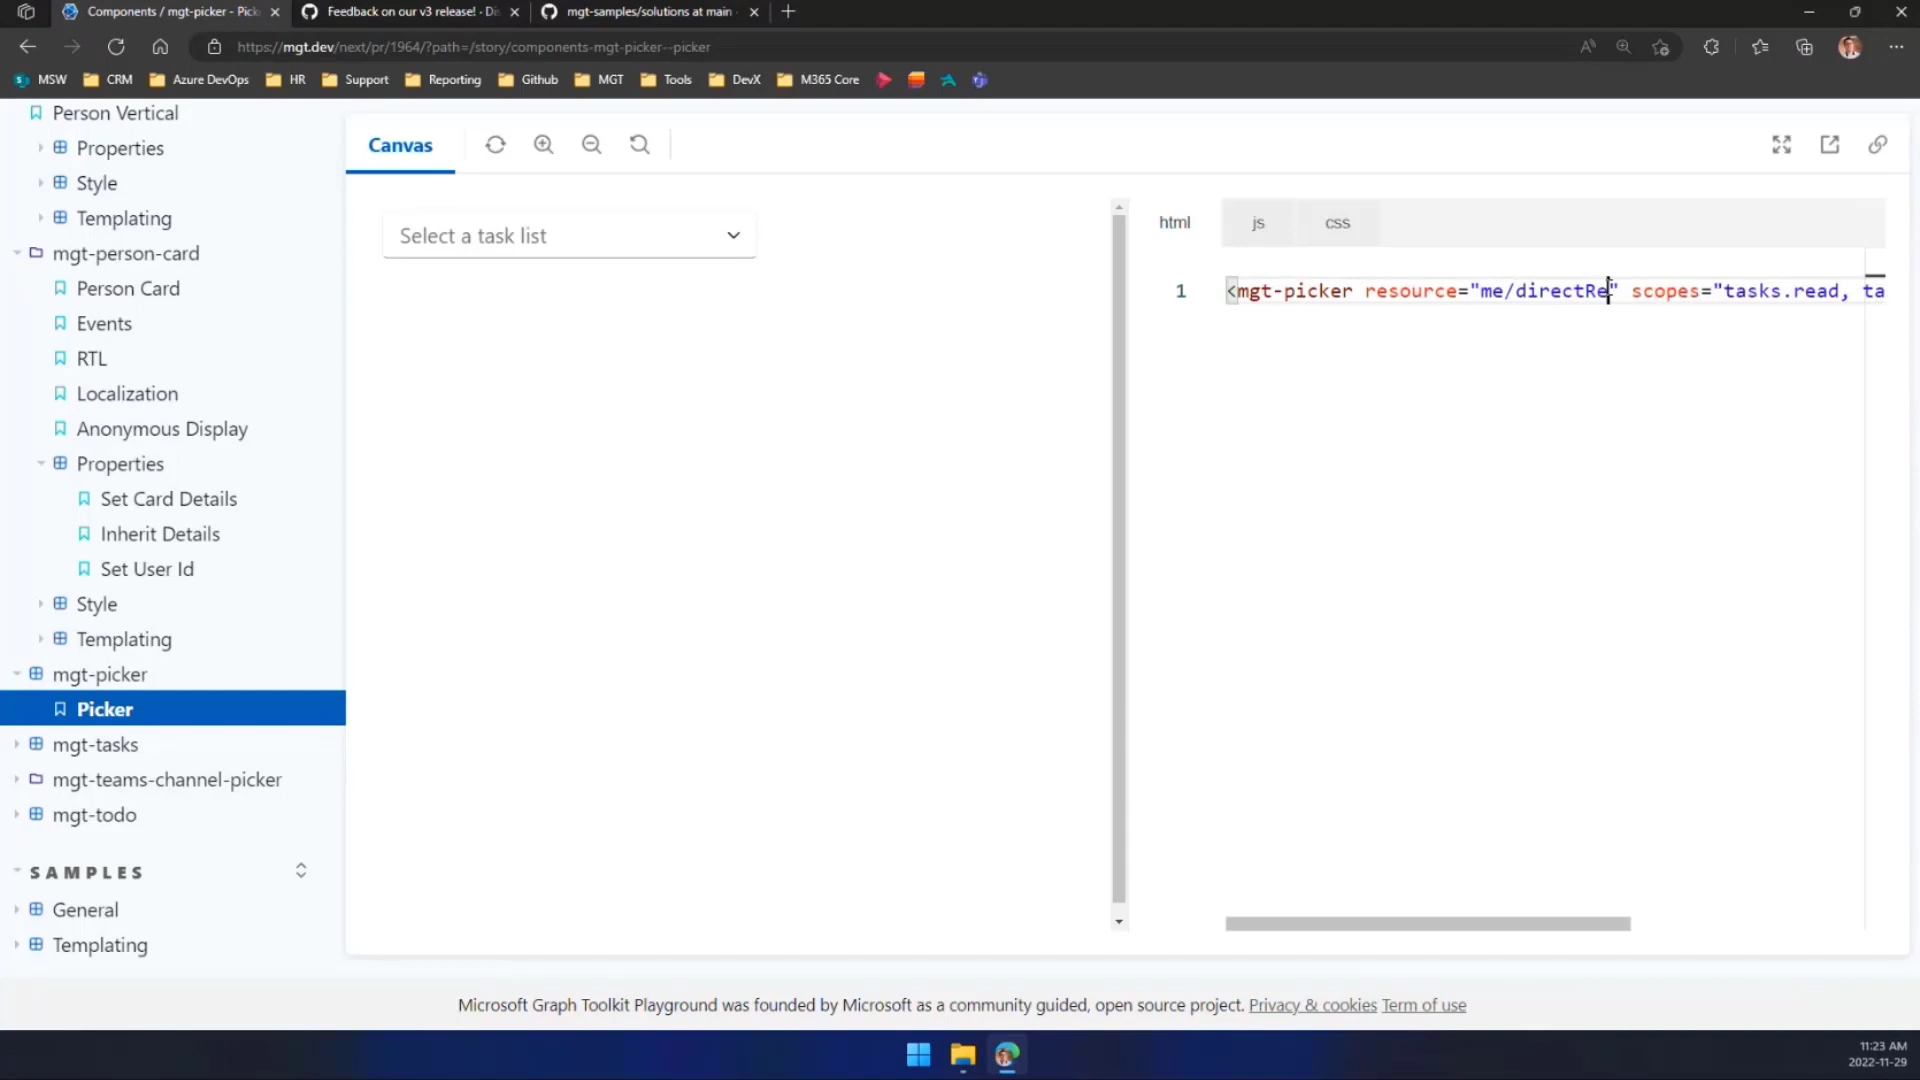 Components / mgt-picker - Pick
Feedback on our v3 release! · Di
mgt-samples/solutions at main
https://mgt.dev/next/pr/1964/?path=/story/components-mgt-picker--picker
MSW
CRM
Azure DevOps
HR
Support
Reporting
Github
MGT
Tools
DevX
M365 Core
Person Vertical
Properties
Style
Templating
mgt-person-card
Person Card
Events
RTL
Localization
Anonymous Display
Properties
Set Card Details
Inherit Details
Set User Id
Style
Templating
mgt-picker
Picker
mgt-tasks
mgt-teams-channel-picker
mgt-todo
SAMPLES
General
Templating
Canvas
Select a task list
html
js
css
1
<mgt-picker resource="me/directRe" scopes="tasks.read, ta
Microsoft Graph Toolkit Playground was founded by Microsoft as a community guided, open source project. Privacy & cookies Term of use
11:23 AM
2022-11-29